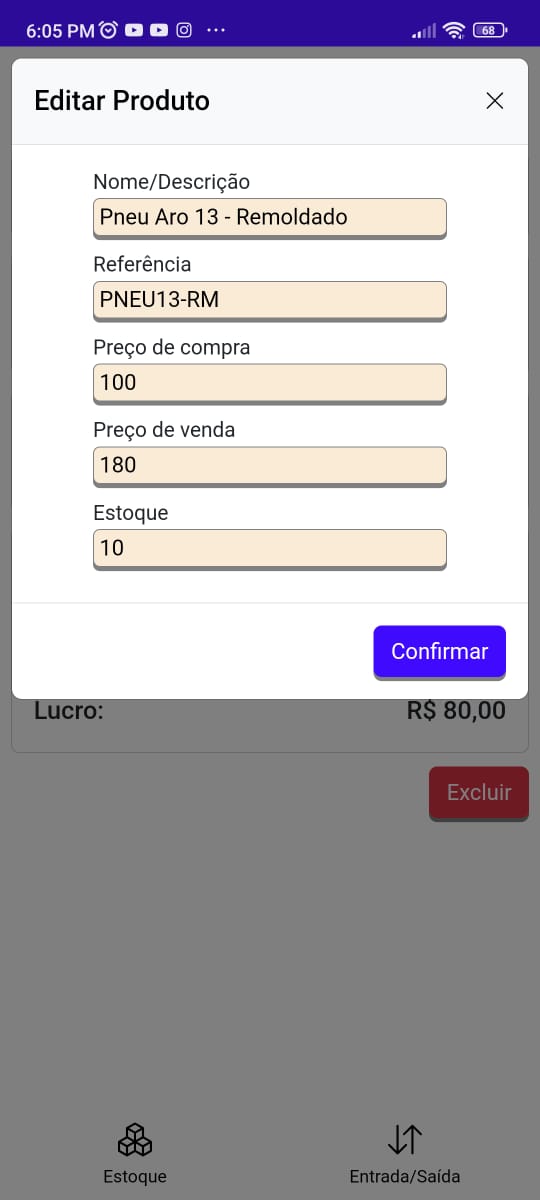 6:05 PM
68
Editar Produto
Nome/Descrição
Pneu Aro 13 - Remoldado
Referência
PNEU13-RM
Preço de compra
100
Preço de venda
180
Estoque
10
Confirmar
Lucro: R$ 80,00
Excluir
Estoque Entrada/Saída